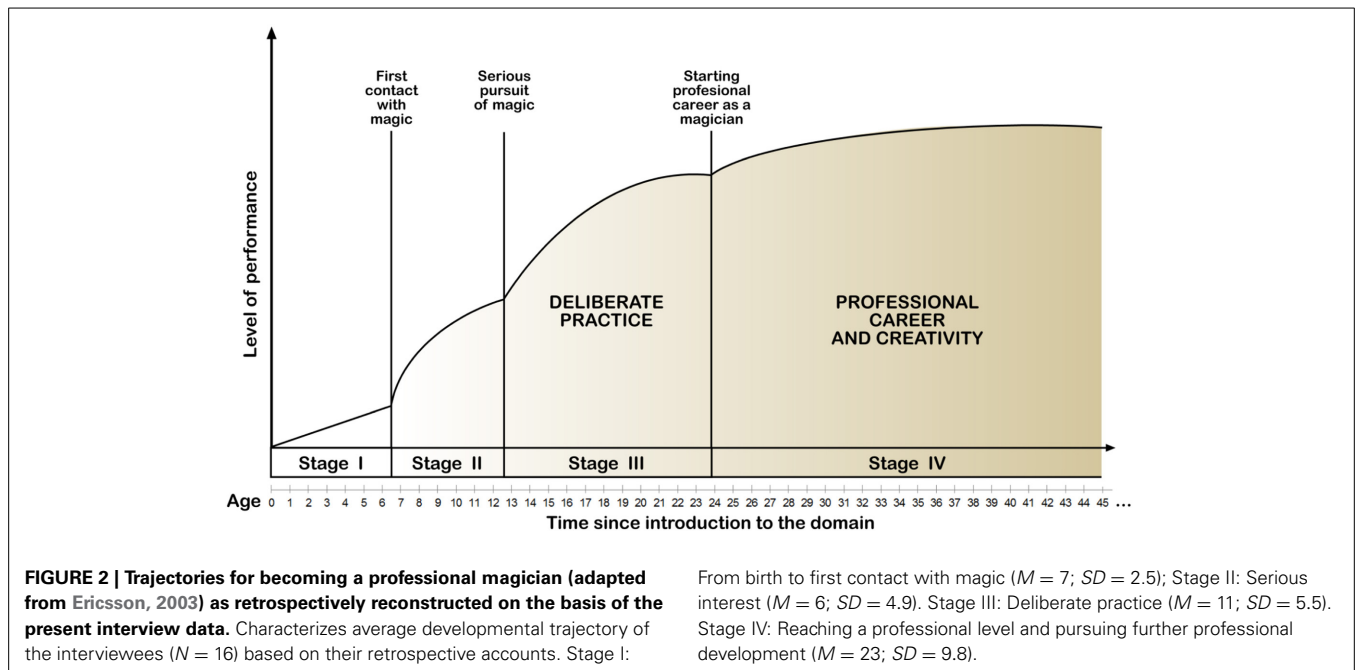 First
contact
with
magic
Serious
pursuit
of magic
Starting
profesional
career as a
magician
Level of performance
DELIBERATE
PRACTICE
PROFESSIONAL
CAREER
AND CREATIVITY
Stage I
Stage II
Stage III
Stage IV
Age 0 1 2 3 4 5 6 7 8 9 10 11 12 13 14 15 16 17 18 19 20 21 22 23 24 25 26 27 28 29 30 31 32 33 34 35 36 37 38 39 40 41 42 43 44 45 ...
Time since introduction to the domain
FIGURE 2 | Trajectories for becoming a professional magician (adapted
from Ericsson, 2003) as retrospectively reconstructed on the basis of the
present interview data. Characterizes average developmental trajectory of
the interviewees (N = 16) based on their retrospective accounts. Stage I:
From birth to first contact with magic (M = 7; SD = 2.5); Stage II: Serious
interest (M = 6; SD = 4.9). Stage III: Deliberate practice (M = 11; SD = 5.5).
Stage IV: Reaching a professional level and pursuing further professional
development (M = 23; SD = 9.8).